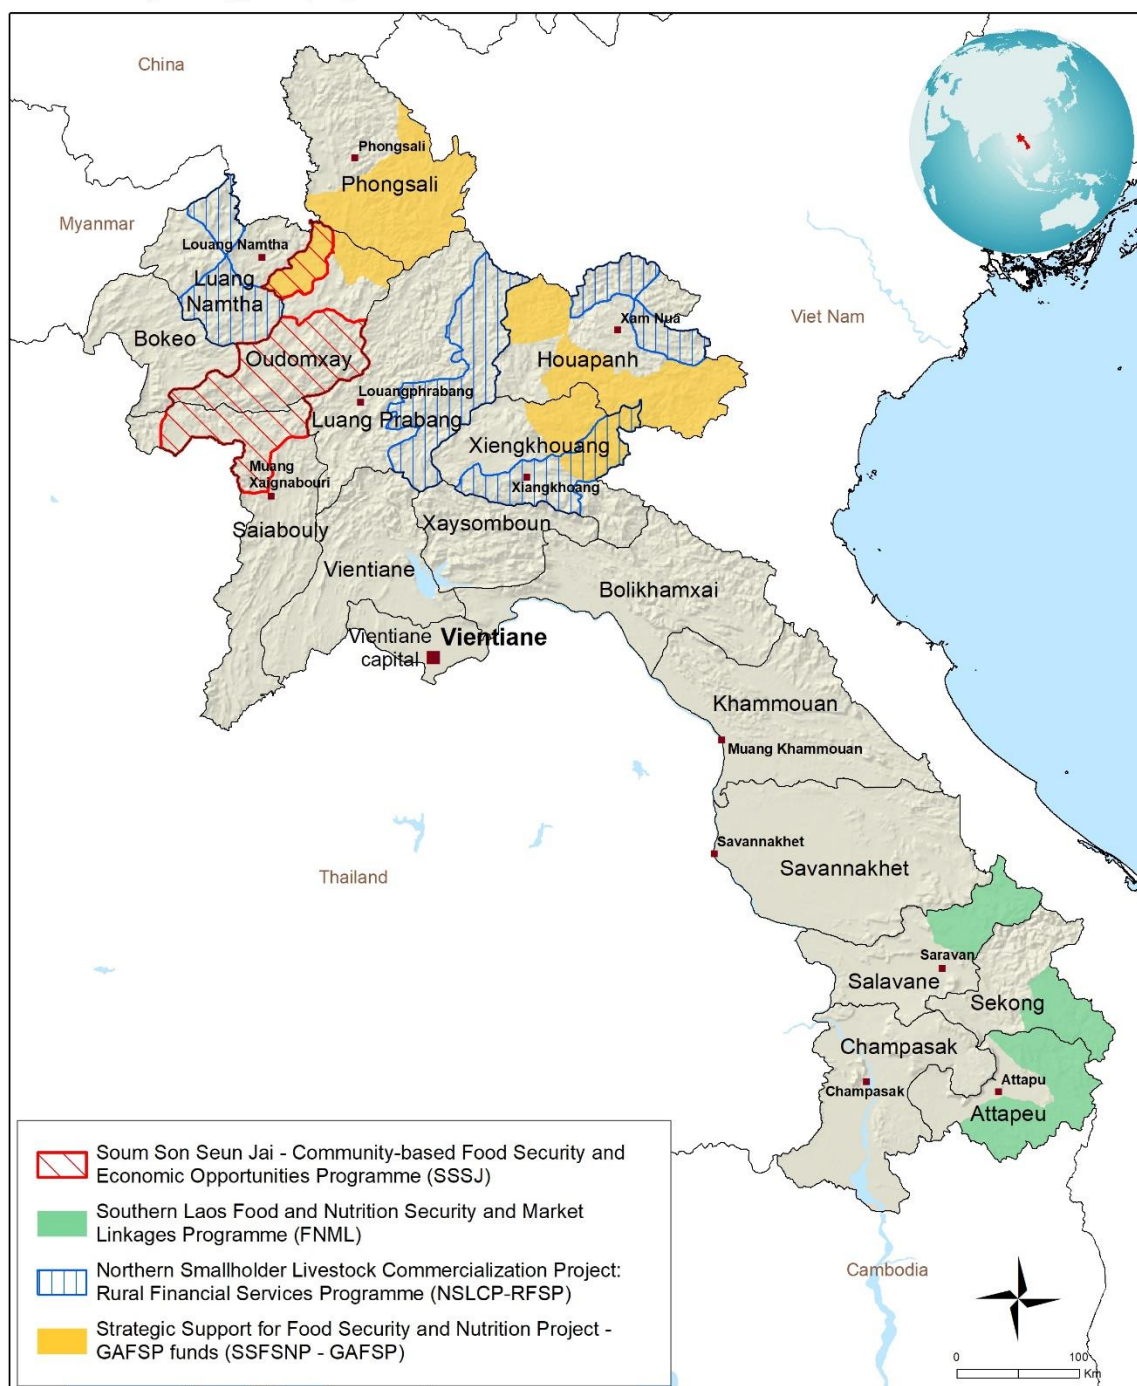 China
Phongsali
Phongsali
Myanmar
Louang Namtha
Luang
Namtha
Viet Nam
Xam Nua
Bokeo
Oudomxay
Houapanh
Louangphrabang
Luang Prabang
Xiengkhouang
Muang
Xaignabouri
Xiangkhoang
Saiabouly
Xaysomboun
Vientiane
Bolikhamxai
Vientiane
capital
Vientiane
Khammouan
Muang Khammouan
Savannakhet
Savannakhet
Thailand
Saravan
Salavane
Sekong
Champasak
Champasak
Attapu
Attapeu
Soum Son Seun Jai - Community-based Food Security and
Economic Opportunities Programme (SSSJ)
Southern Laos Food and Nutrition Security and Market
Linkages Programme (FNML)
Northern Smallholder Livestock Commercialization Project:
Rural Financial Services Programme (NSLCP-RFSP)
Strategic Support for Food Security and Nutrition Project -
GAFSP funds (SSFSNP - GAFSP)
Cambodia
0 100
Km